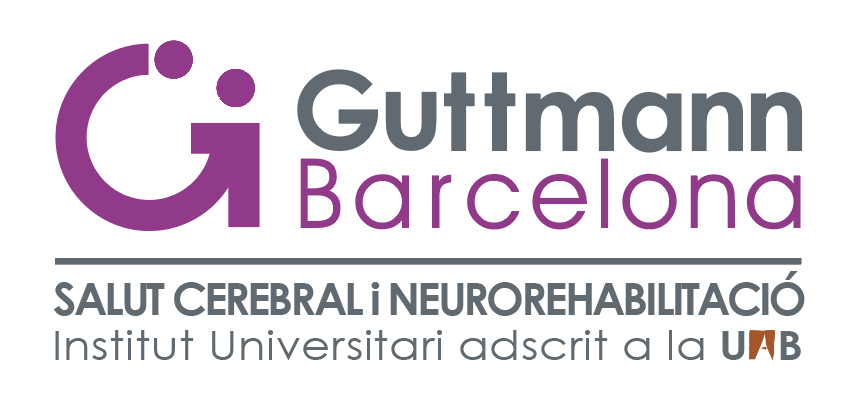 Guttmann
Barcelona
SALUT CEREBRAL i NEUROREHABILITACIÓ
Institut Universitari adscrit a la UAB